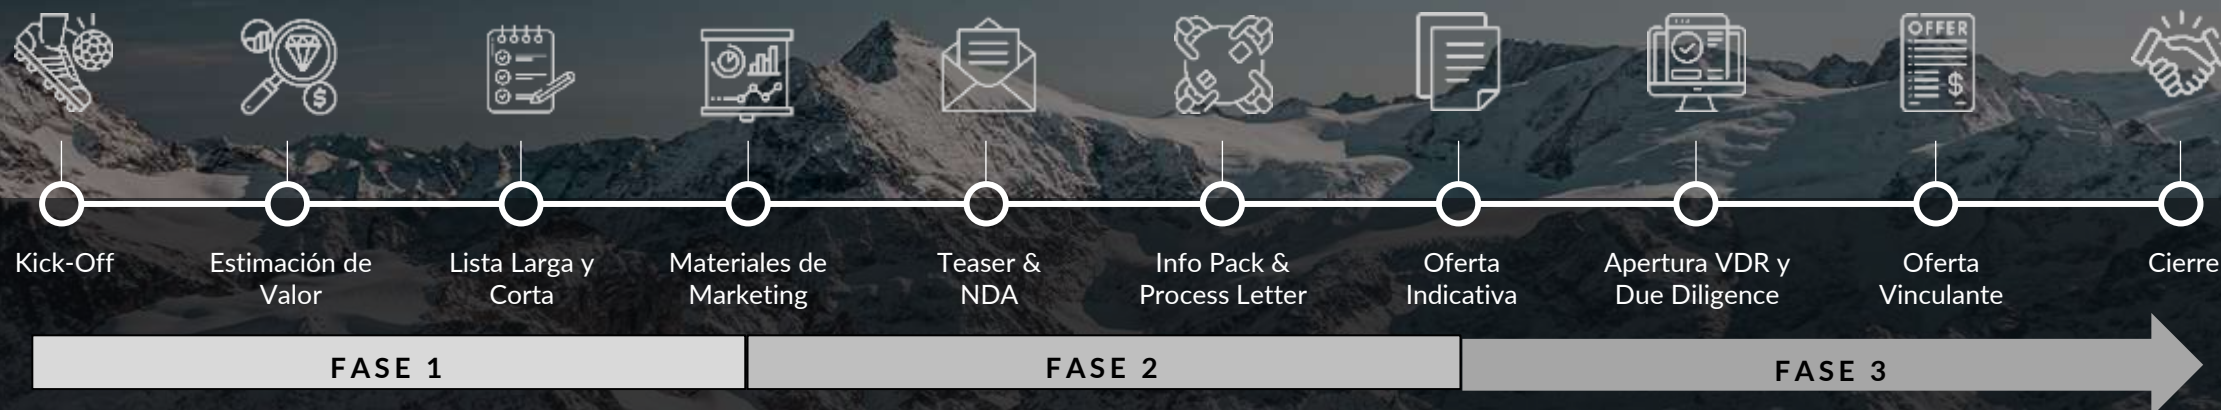 OFFER
$
$
Kick-Off
Estimación de
Valor
Lista Larga y
Corta
Materiales de
Marketing
Teaser &
NDA
Info Pack &
Process Letter
Oferta
Indicativa
Apertura VDR y
Due Diligence
Oferta
Vinculante
Cierre
FASE 1
FASE 2
FASE 3